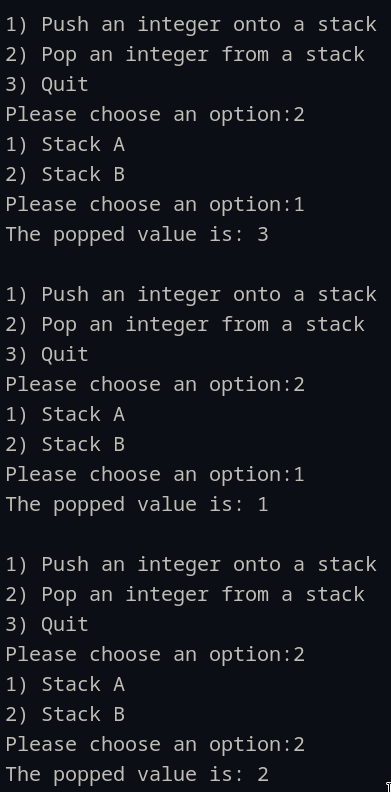 1) Push an integer onto a stack
2) Pop an integer from a stack
3) Quit
Please choose an option:2
1) Stack A
2) Stack B
Please choose an option:1
The popped value is: 3

1) Push an integer onto a stack
2) Pop an integer from a stack
3) Quit
Please choose an option:2
1) Stack A
2) Stack B
Please choose an option:1
The popped value is: 1

1) Push an integer onto a stack
2) Pop an integer from a stack
3) Quit
Please choose an option:2
1) Stack A
2) Stack B
Please choose an option:2
The popped value is: 2